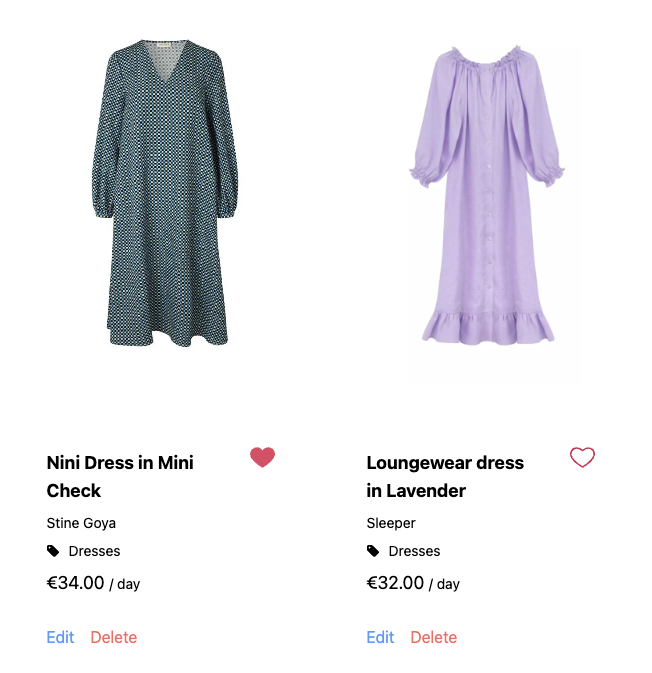 Nini Dress in Mini
Check
Stine Goya
Dresses
€34.00 / day
Edit Delete
Loungewear dress
in Lavender
Sleeper
Dresses
€32.00 / day
Edit Delete